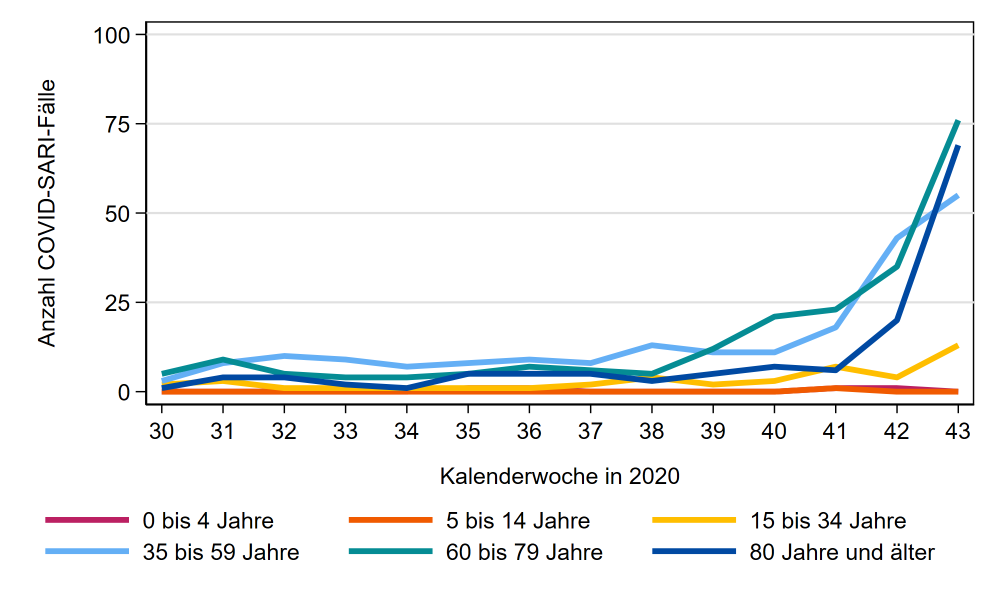 100
75
50
25
0
Anzahl COVID-SARI-Fälle
30 31 32 33 34 35 36 37 38 39 40 41 42 43
Kalenderwoche in 2020
0 bis 4 Jahre 5 bis 14 Jahre 15 bis 34 Jahre
35 bis 59 Jahre 60 bis 79 Jahre 80 Jahre und älter